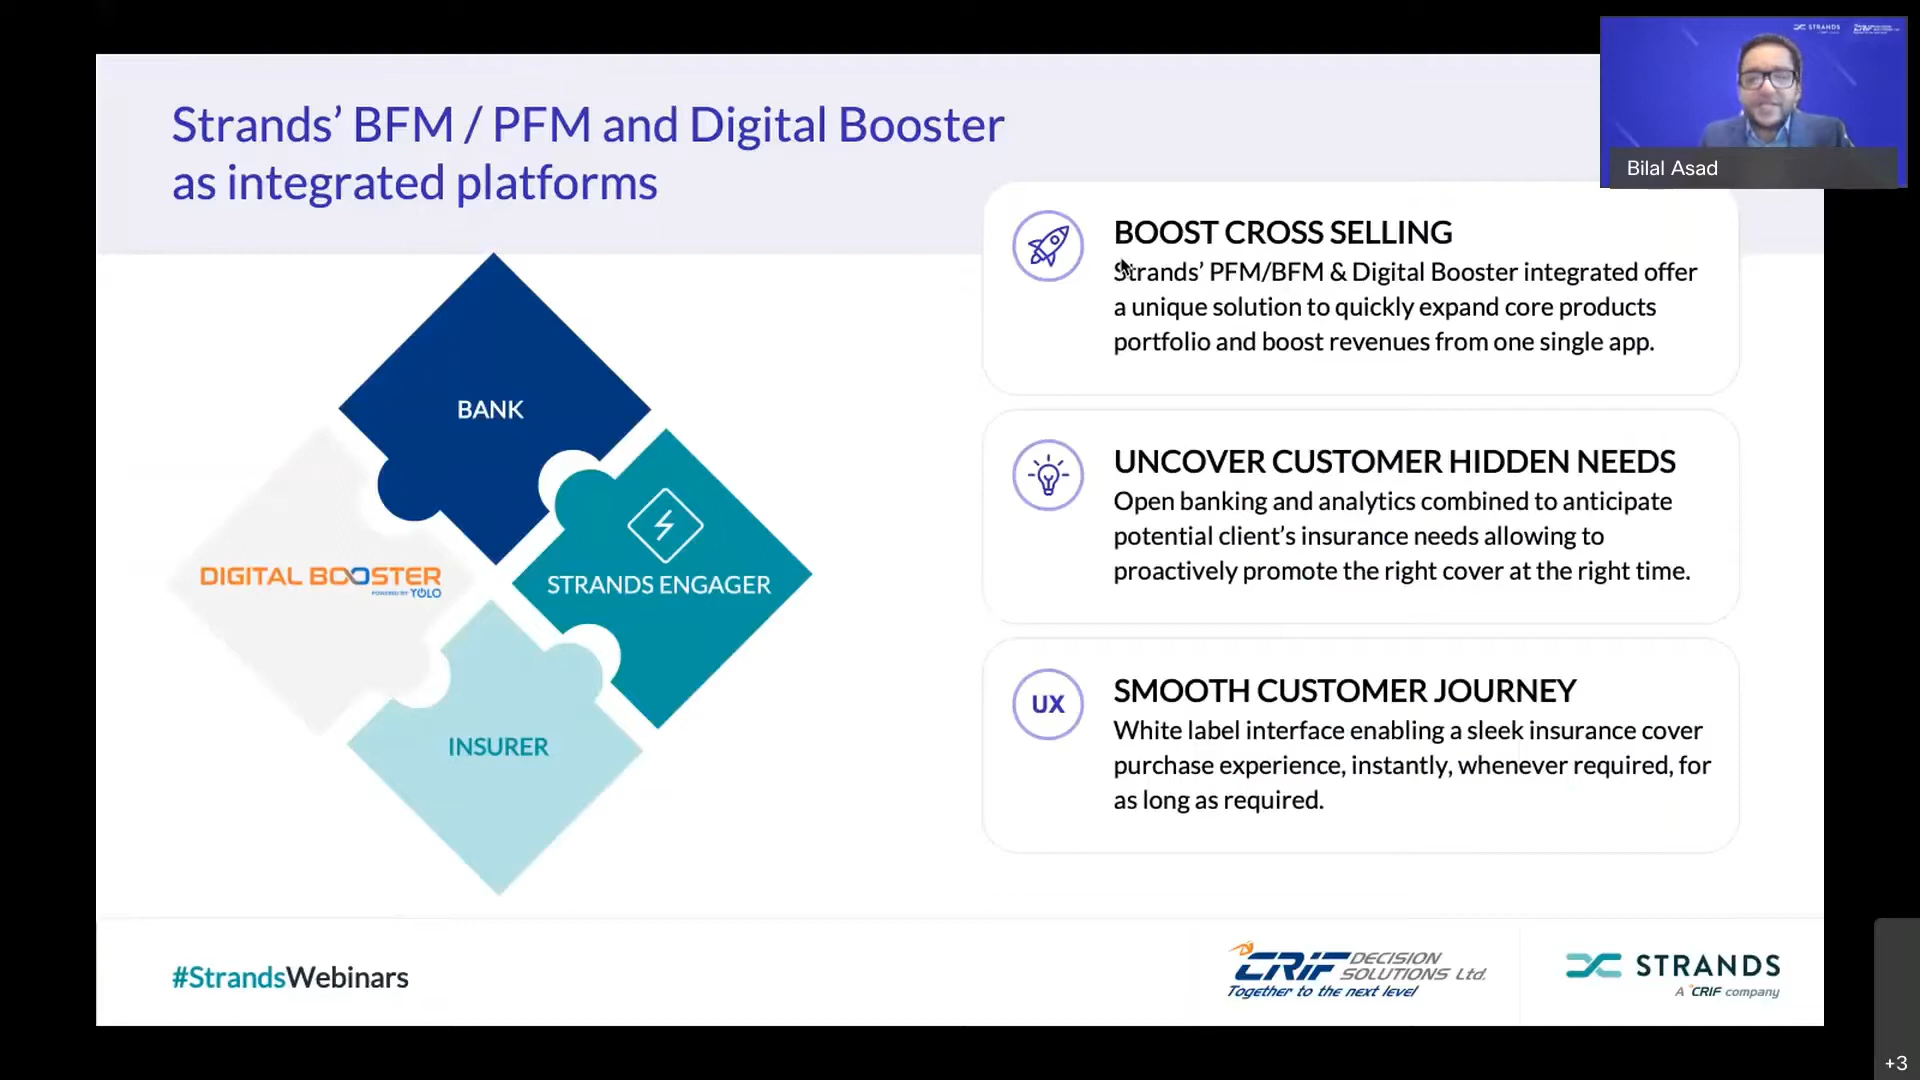 STRANDS
Bilal Asad
Strands’ BFM / PFM and Digital Booster
as integrated platforms
BANK
DIGITAL BOOSTER
POWERED BY YOLO
STRANDS ENGAGER
INSURER
BOOST CROSS SELLING
Strands’ PFM/BFM & Digital Booster integrated offer
a unique solution to quickly expand core products
portfolio and boost revenues from one single app.
UNCOVER CUSTOMER HIDDEN NEEDS
Open banking and analytics combined to anticipate
potential client’s insurance needs allowing to
proactively promote the right cover at the right time.
UX
SMOOTH CUSTOMER JOURNEY
White label interface enabling a sleek insurance cover
purchase experience, instantly, whenever required, for
as long as required.
#StrandsWebinars
CRIF DECISION
SOLUTIONS Ltd.
Together to the next level
STRANDS
A CRIF company
+3